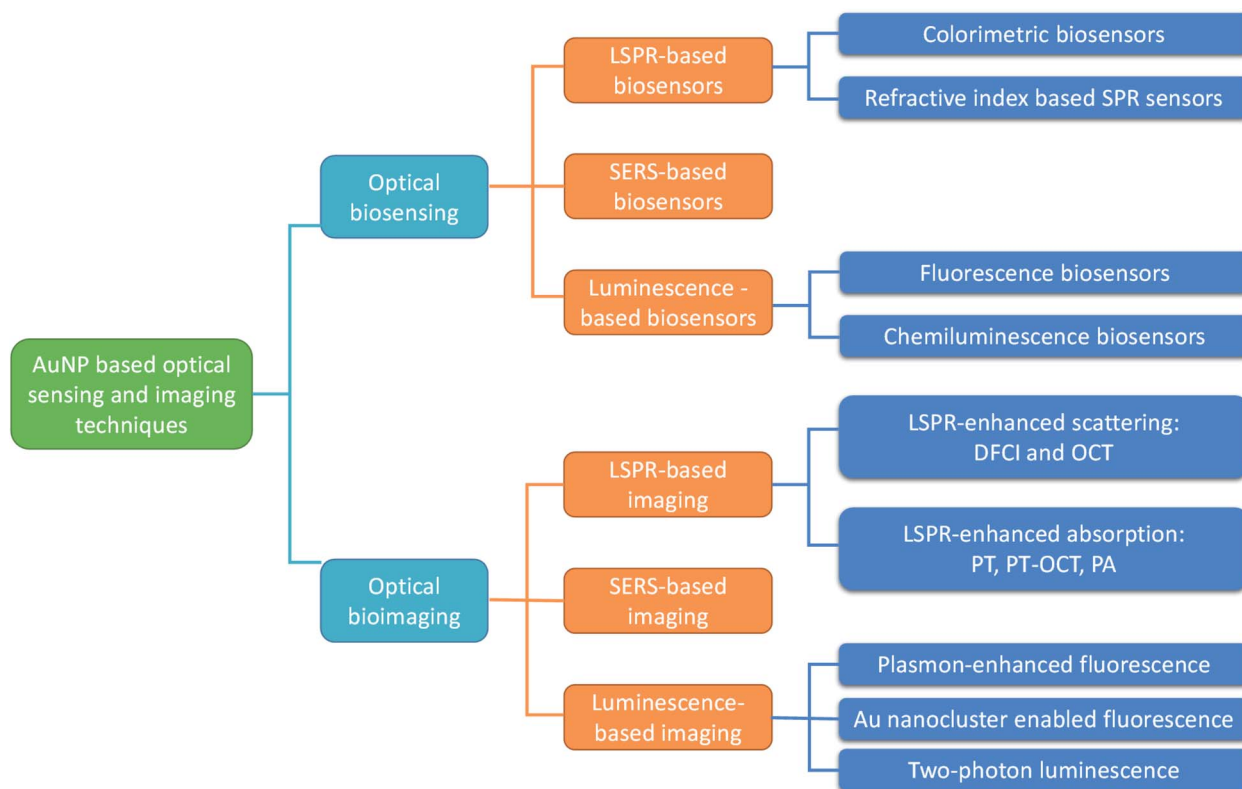 AuNP based optical
sensing and imaging
techniques
Optical
biosensing
LSPR-based
biosensors
Colorimetric biosensors
Refractive index based SPR sensors
SERS-based
biosensors
Luminescence -
based biosensors
Fluorescence biosensors
Chemiluminescence biosensors
Optical
bioimaging
LSPR-based
imaging
LSPR-enhanced scattering:
DFCI and OCT
LSPR-enhanced absorption:
PT, PT-OCT, PA
SERS-based
imaging
Luminescence-
based imaging
Plasmon-enhanced fluorescence
Au nanocluster enabled fluorescence
Two-photon luminescence